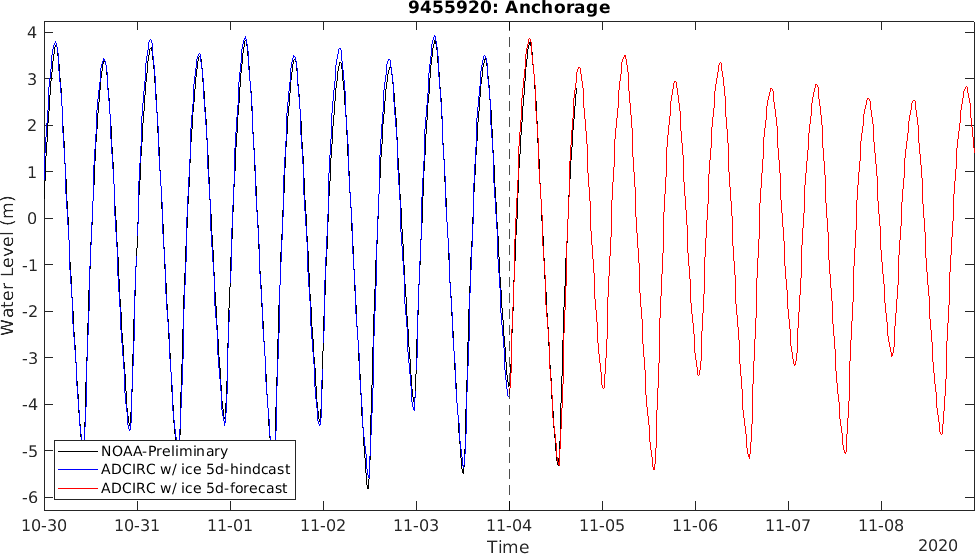 9455920: Anchorage
4
3
2
1
0
-1
-2
-3
-4
-5
-6
Water Level (m)
NOAA-Preliminary
ADCIRC w/ ice 5d-hindcast
ADCIRC w/ ice 5d-forecast
10-30 10-31 11-01 11-02 11-03 11-04 11-05 11-06 11-07 11-08
Time
2020